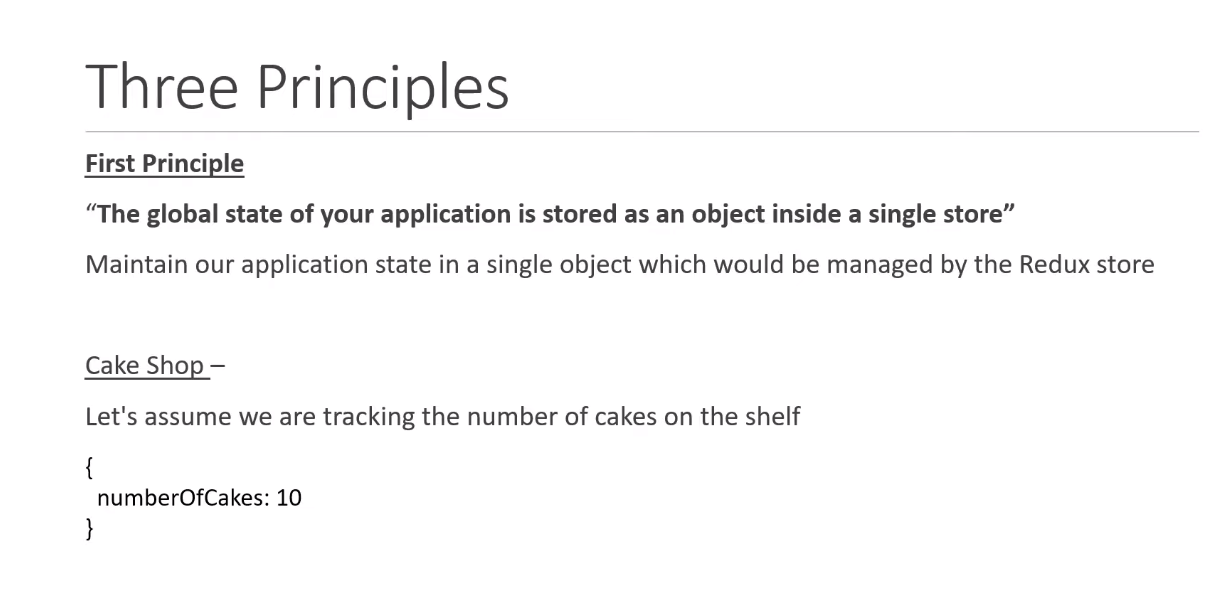 Three Principles
First Principle
“The global state of your application is stored as an object inside a single store”
Maintain our application state in a single object which would be managed by the Redux store
Cake Shop –
Let's assume we are tracking the number of cakes on the shelf
{
numberOfCakes: 10
}